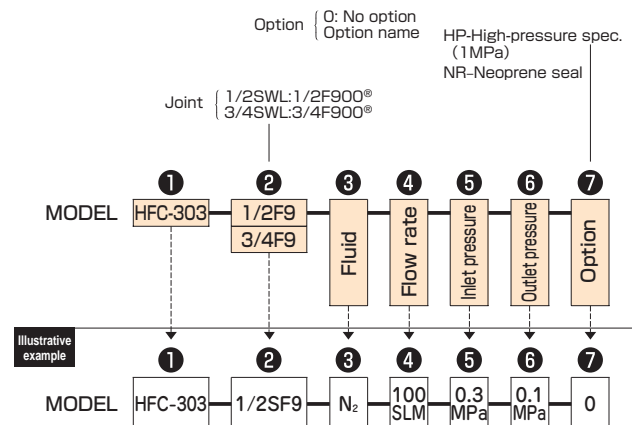 Option { 0: No option
Option name
HP-High-pressure spec.
(1MPa)
NR-Neoprene seal
Joint { 1/2SWL:1/2F900®
3/4SWL:3/4F900®
❶ ❷ ❸ ❹ ❺ ❻ ❼
MODEL HFC-303 1/2F9 Fluid Flow rate Inlet pressure Outlet pressure Option
3/4F9
Illustrative
example
❶ ❷ ❸ ❹ ❺ ❻ ❼
MODEL HFC-303 1/2SF9 N₂ 100 SLM 0.3 MPa 0.1 MPa 0